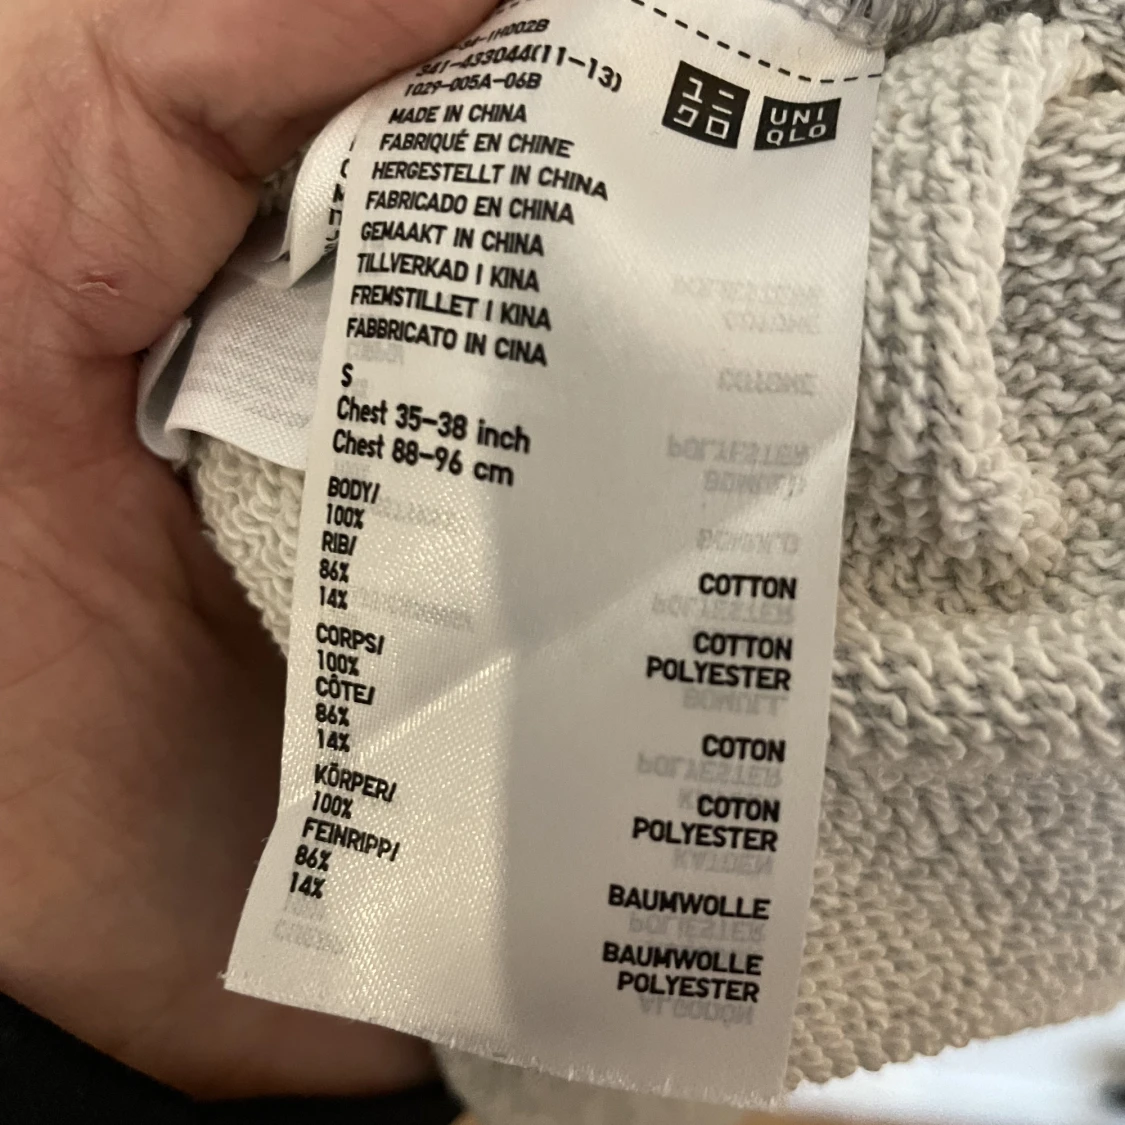 341-433044(11-13)
1029-005A-06B
ユニ
クロ
UNI
QLO
MADE IN CHINA
FABRIQUÉ EN CHINE
HERGESTELLT IN CHINA
FABRICADO EN CHINA
GEMAAKT IN CHINA
TILLVERKAD I KINA
FREMSTILLET I KINA
FABBRICATO IN CINA
S
Chest 35-38 inch
Chest 88-96 cm
BODY/
100% COTTON
RIB/
86% COTTON
14% POLYESTER
CORPS/
100% COTON
CÔTE/
86% COTON
14% POLYESTER
KÖRPER/
100% BAUMWOLLE
FEINRIPP/
86% BAUMWOLLE
14% POLYESTER